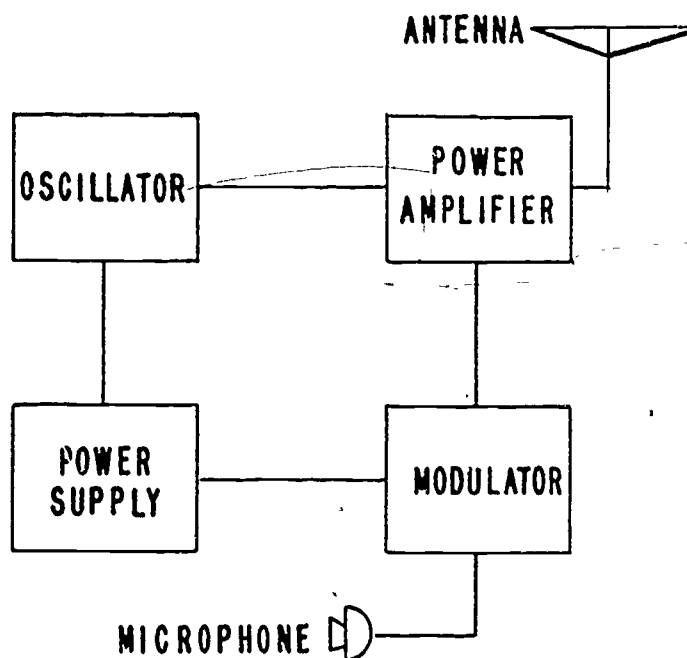 ANTENNA
OSCILLATOR
POWER
AMPLIFIER
POWER
SUPPLY
MODULATOR
MICROPHONE